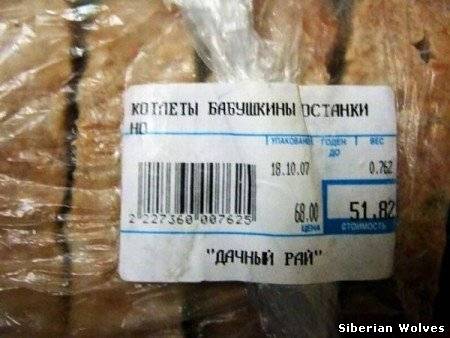 КОТЛЕТЫ БАБУШКИНЫ ОСТАНКИ
НО
УПАКОВАНО ГОДЕН ДО ВЕС
18.10.07 0.762
68.00 51.82
ЦЕНА СТОИМОСТЬ
2 227360 007625
"ДАЧНЫЙ РАЙ"
Siberian Wolves